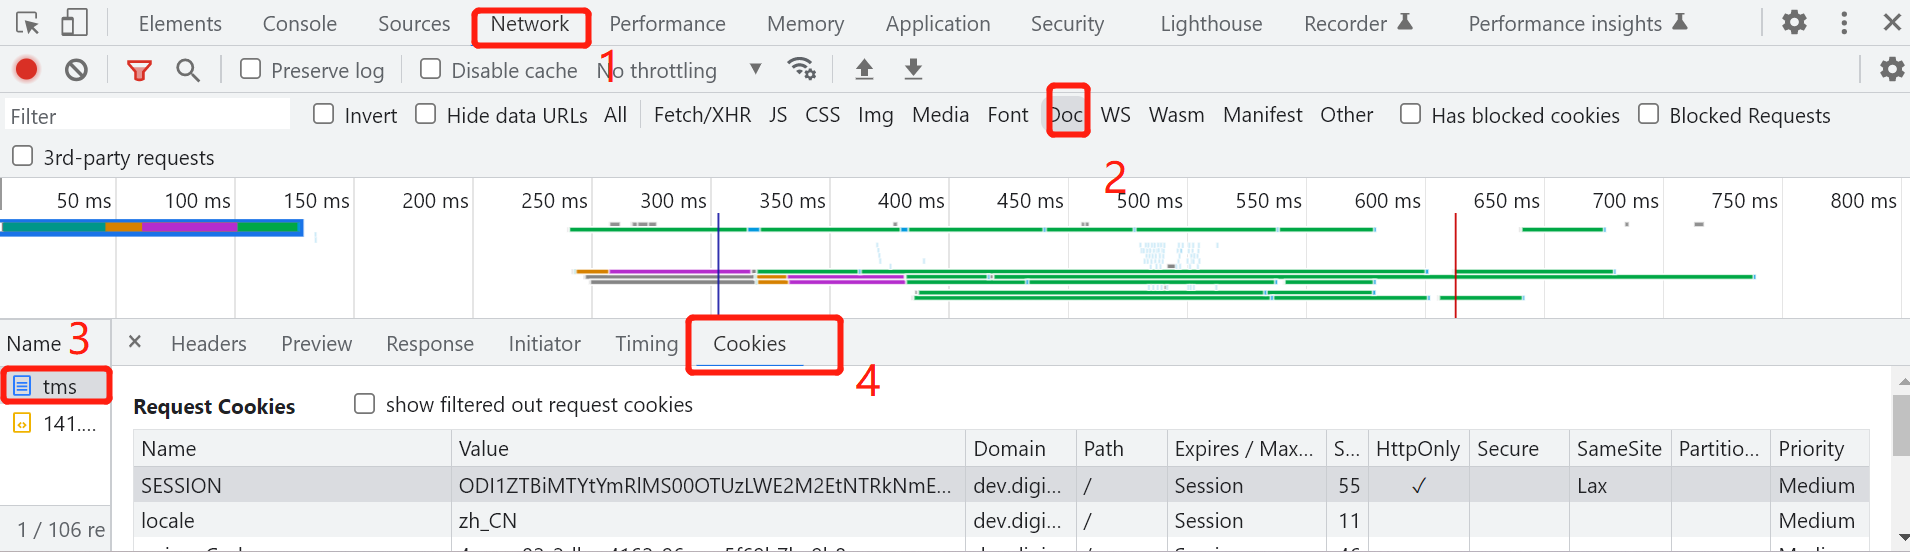 Elements Console Sources Network Performance Memory Application Security Lighthouse Recorder Performance insights
1
Preserve log Disable cache No throttling
Filter Invert Hide data URLs All Fetch/XHR JS CSS Img Media Font Doc WS Wasm Manifest Other Has blocked cookies Blocked Requests
3rd-party requests
2
50 ms 100 ms 150 ms 200 ms 250 ms 300 ms 350 ms 400 ms 450 ms 500 ms 550 ms 600 ms 650 ms 700 ms 750 ms 800 ms
Name 3 × Headers Preview Response Initiator Timing Cookies
4
tms
141....
Request Cookies show filtered out request cookies
Name Value Domain Path Expires / Max... S... HttpOnly Secure SameSite Partitio... Priority
SESSION ODI1ZTBiMTYtYmRlMS00OTUzLWE2M2EtNTRkNmE... dev.digi... / Session 55 ✓ Lax Medium
locale zh_CN dev.digi... / Session 11 Medium
1 / 106 re